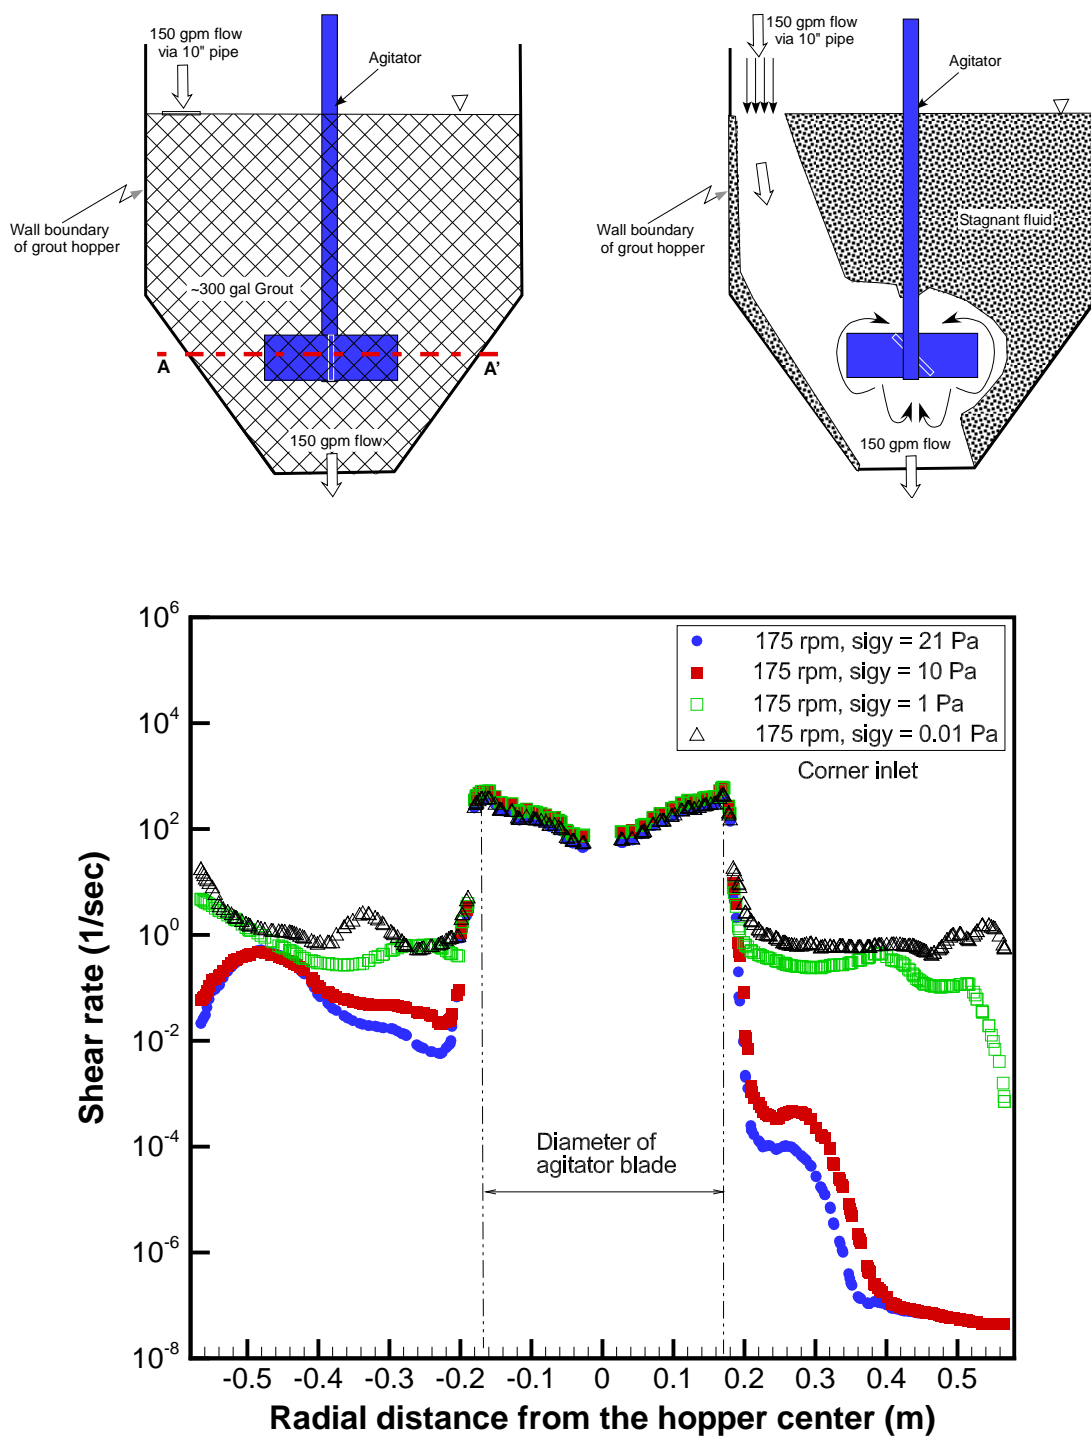 150 gpm flow
via 10" pipe
Agitator
Wall boundary
of grout hopper
~300 gal Grout
A
A'
150 gpm flow
150 gpm flow
via 10" pipe
Agitator
Wall boundary
of grout hopper
Stagnant fluid
150 gpm flow
10^6
10^4
10^2
10^0
10^-2
10^-4
10^-6
10^-8
Shear rate (1/sec)
175 rpm, sigy = 21 Pa
175 rpm, sigy = 10 Pa
175 rpm, sigy = 1 Pa
175 rpm, sigy = 0.01 Pa
Corner inlet
Diameter of
agitator blade
-0.5 -0.4 -0.3 -0.2 -0.1 0 0.1 0.2 0.3 0.4 0.5
Radial distance from the hopper center (m)